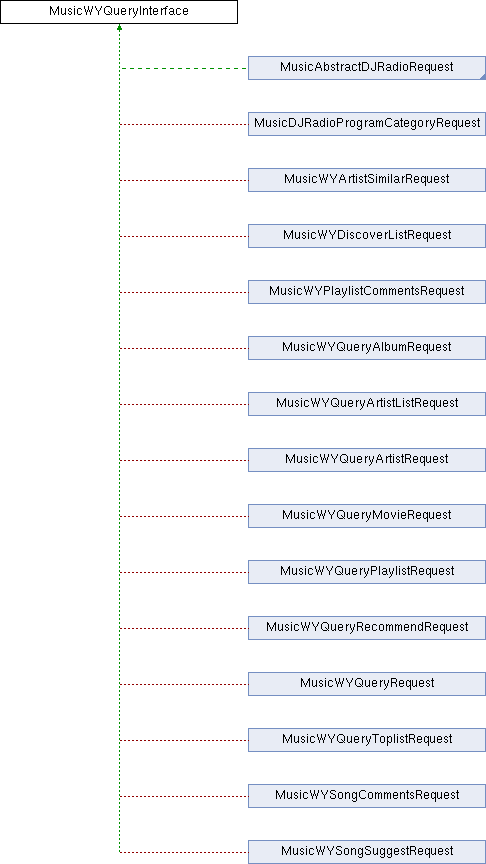 MusicWYQueryInterface
MusicAbstractDJRadioRequest
MusicDJRadioProgramCategoryRequest
MusicWYArtistSimilarRequest
MusicWYDiscoverListRequest
MusicWYPlaylistCommentsRequest
MusicWYQueryAlbumRequest
MusicWYQueryArtistListRequest
MusicWYQueryArtistRequest
MusicWYQueryMovieRequest
MusicWYQueryPlaylistRequest
MusicWYQueryRecommendRequest
MusicWYQueryRequest
MusicWYQueryToplistRequest
MusicWYSongCommentsRequest
MusicWYSongSuggestRequest